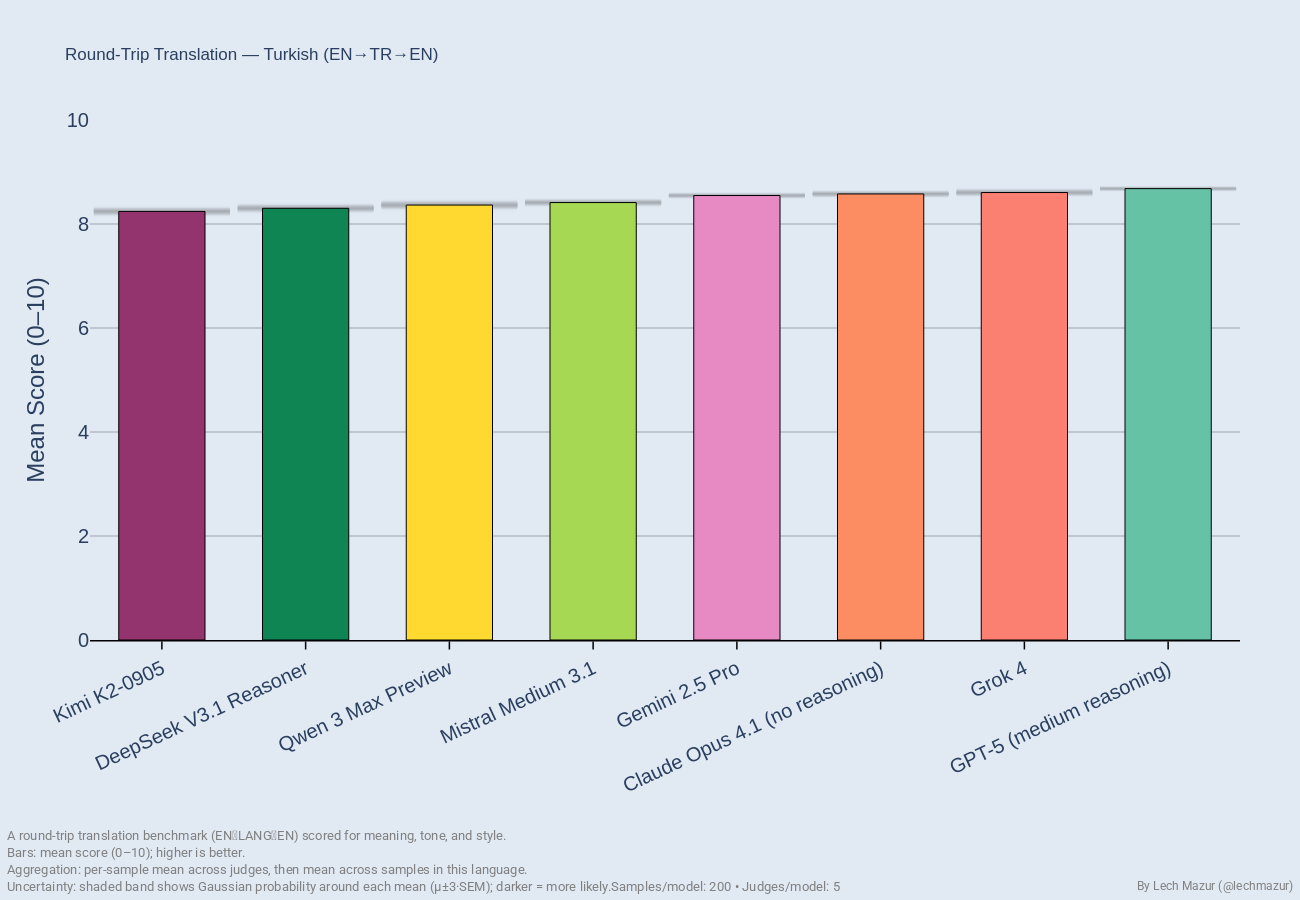 Round-Trip Translation — Turkish (EN→TR→EN)
10
8
6
4
2
0
Mean Score (0–10)
Kimi K2-0905
DeepSeek V3.1 Reasoner
Qwen 3 Max Preview
Mistral Medium 3.1
Gemini 2.5 Pro
Claude Opus 4.1 (no reasoning)
Grok 4
GPT-5 (medium reasoning)
A round-trip translation benchmark (EN▯LANG▯EN) scored for meaning, tone, and style.
Bars: mean score (0–10); higher is better.
Aggregation: per-sample mean across judges, then mean across samples in this language.
Uncertainty: shaded band shows Gaussian probability around each mean (μ±3·SEM); darker = more likely.Samples/model: 200 • Judges/model: 5
By Lech Mazur (@lechmazur)